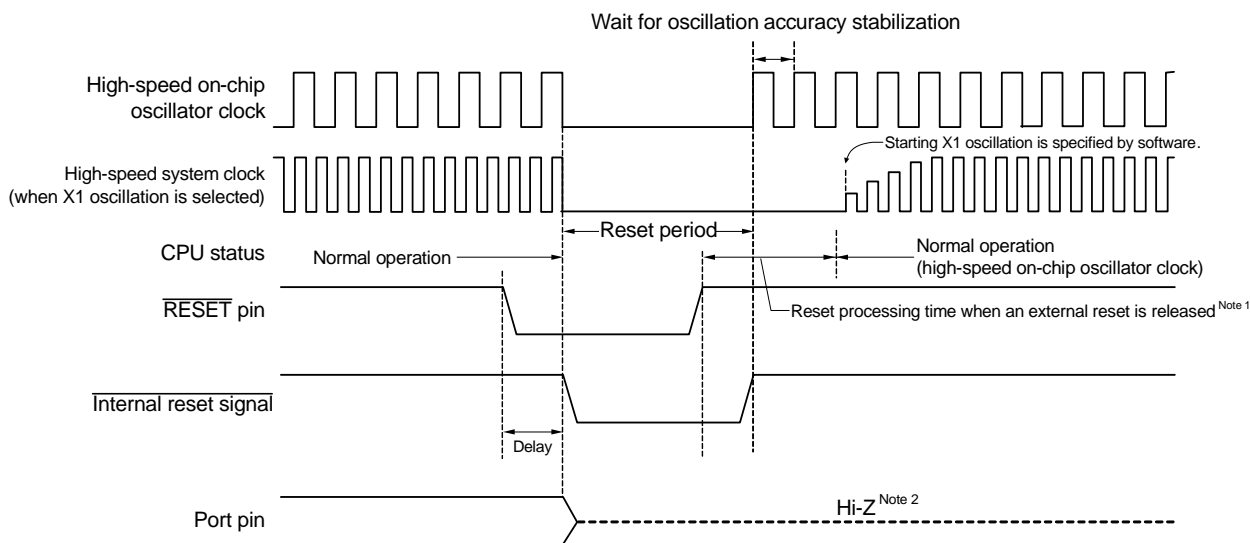 Wait for oscillation accuracy stabilization
High-speed on-chip
oscillator clock
Starting X1 oscillation is specified by software.
High-speed system clock
(when X1 oscillation is selected)
Reset period
CPU status
Normal operation
Normal operation
(high-speed on-chip oscillator clock)
RESET pin
Reset processing time when an external reset is released Note 1
Internal reset signal
Delay
Hi-Z Note 2
Port pin